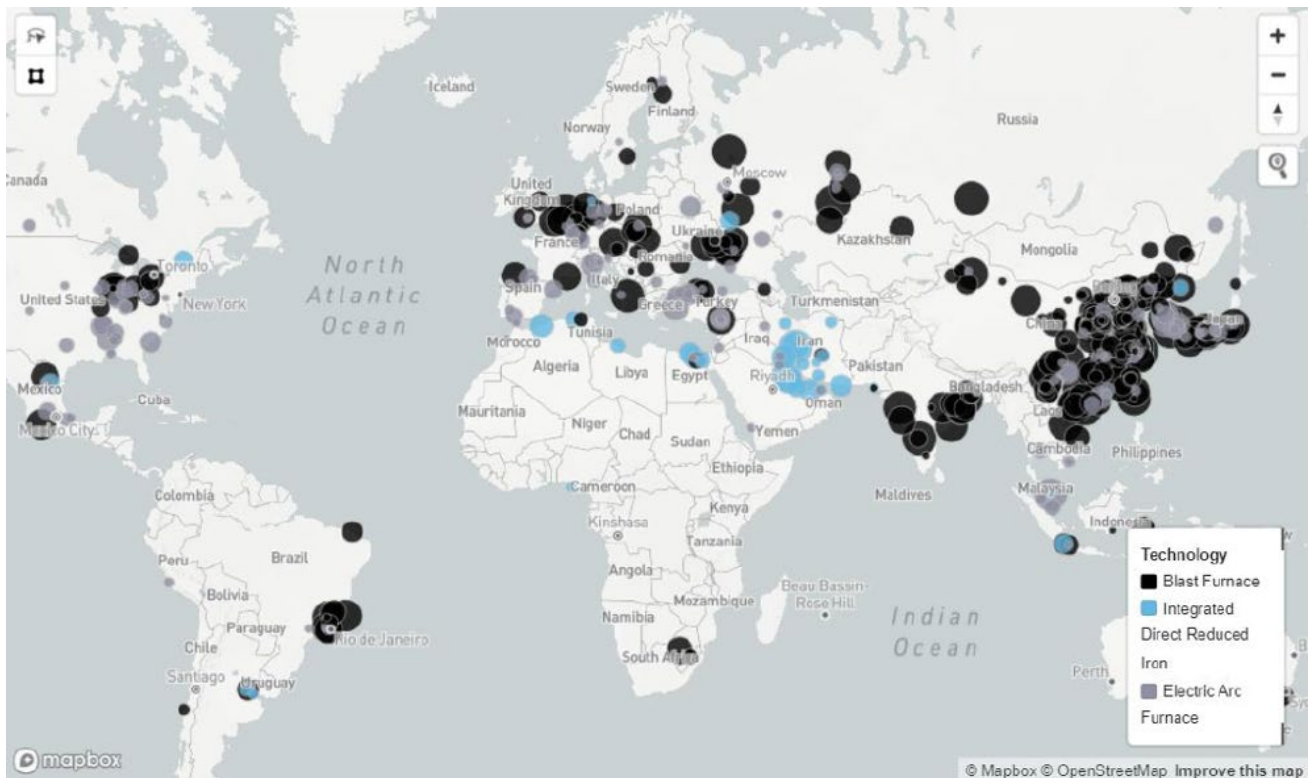 Iceland
Sweden
Finland
Norway
Russia
Canada
Moscow
United
Kingdom
Poland
Ukraine
France
Romania
Kazakhstan
Mongolia
Toronto
North
Atlantic
Ocean
United States
New York
Spain
Italy
Greece
Turkey
Turkmenistan
Beijing
China
Japan
Tunisia
Morocco
Iraq
Iran
Algeria
Libya
Egypt
Pakistan
Riyadh
Bangladesh
Mexico
Cuba
Oman
Mauritania
Laos
Mexico City
Niger
Chad
Sudan
Yemen
Cambodia
Philippines
Ethiopia
Colombia
Cameroon
Maldives
Malaysia
Kenya
Kinshasa
Indonesia
Brazil
Tanzania
Peru
Angola
Bolivia
Mozambique
Beau Bassin-
Rose Hill
Namibia
Indian
Ocean
Paraguay
Rio de Janeiro
Chile
South Africa
Perth
Santiago
Uruguay
Technology
Blast Furnace
Integrated
Direct Reduced
Iron
Electric Arc
Furnace
mapbox
© Mapbox © OpenStreetMap Improve this map